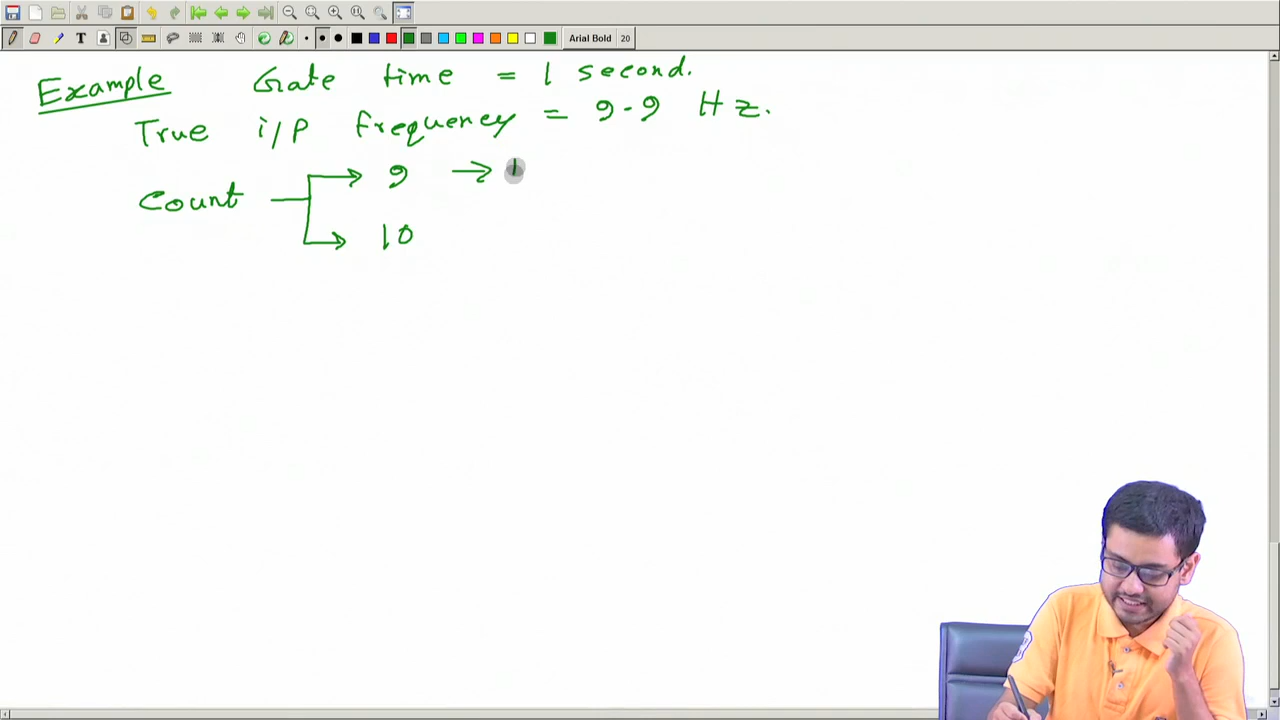 Arial Bold 20
Example Gate time = 1 second.
True i/p frequency = 9.9 Hz.
Count → 9 →
→ 10